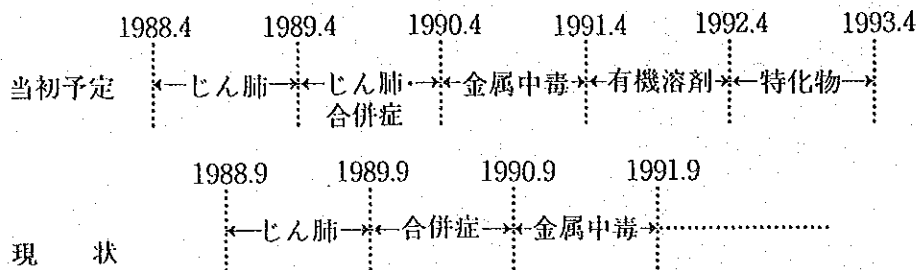 1988.4 1989.4 1990.4 1991.4 1992.4 1993.4
当初予定 じん肺 じん肺・合併症 金属中毒 有機溶剤 特化物
1988.9 1989.9 1990.9 1991.9
現状 じん肺 合併症 金属中毒